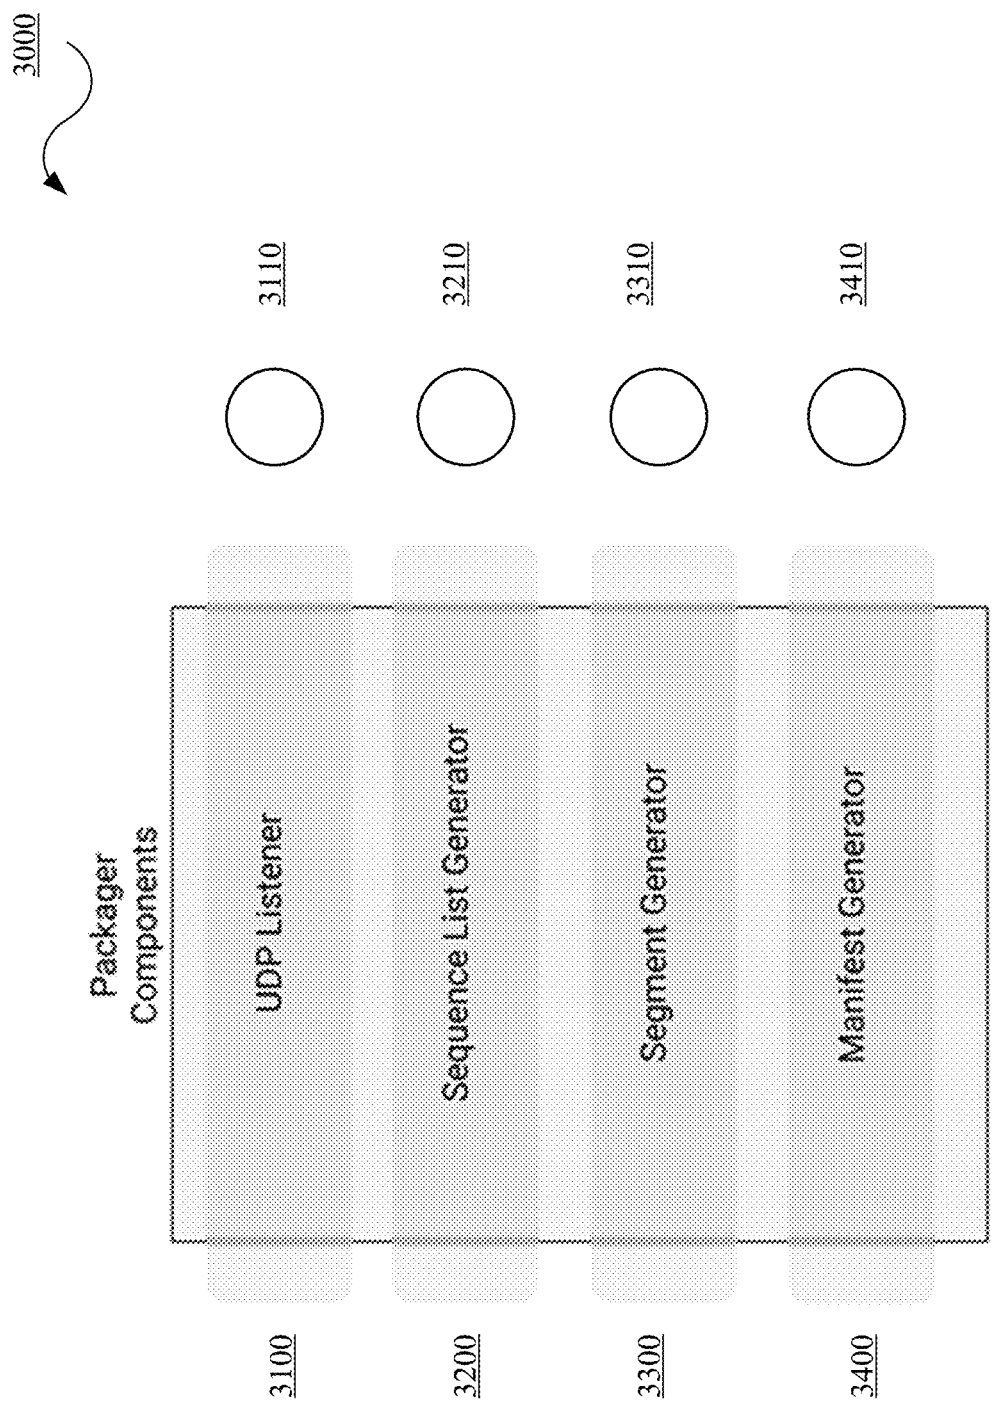 3000
Packager
Components
3100
UDP Listener
3110
3200
Sequence List Generator
3210
3300
Segment Generator
3310
3400
Manifest Generator
3410